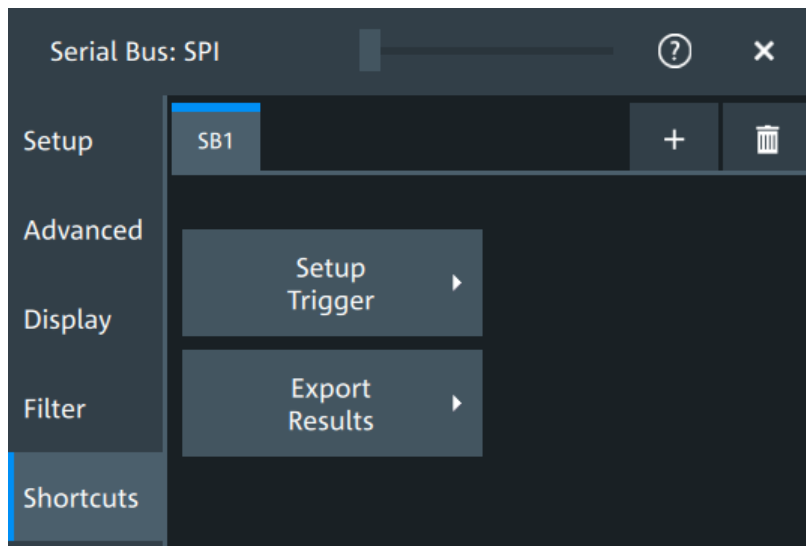 Serial Bus: SPI
?
Setup
SB1
+
Advanced
Setup
Trigger
Display
Export
Results
Filter
Shortcuts